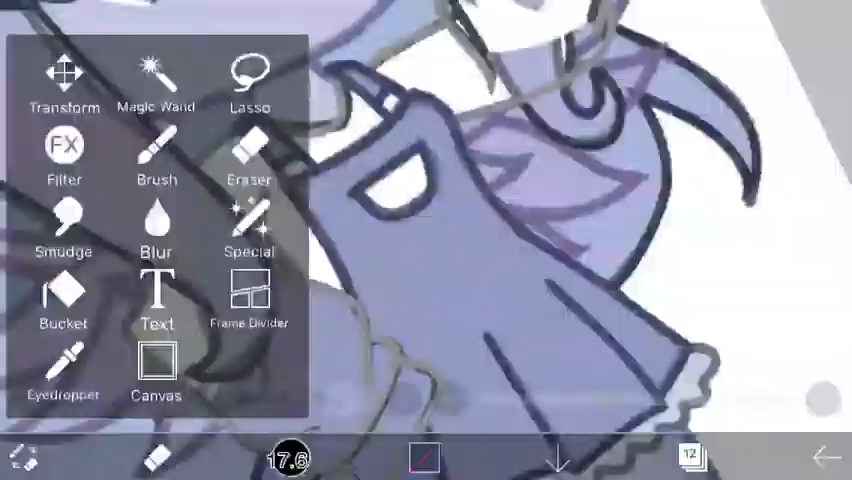 Transform Magic Wand Lasso
FX
Filter Brush Eraser
Smudge Blur Special
T
Bucket Text Frame Divider
Eyedropper Canvas
17.6 12